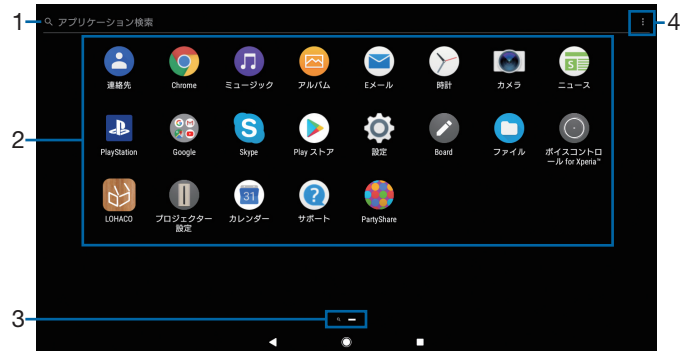 1
アプリケーション検索
4
連絡先 Chrome ミュージック アルバム Eメール 時計 カメラ ニュース
2
PlayStation Google Skype Play ストア 設定 Board ファイル ボイスコントロ
ール for Xperia™
LOHACO プロジェクター カレンダー サポート PartyShare
設定
31
3